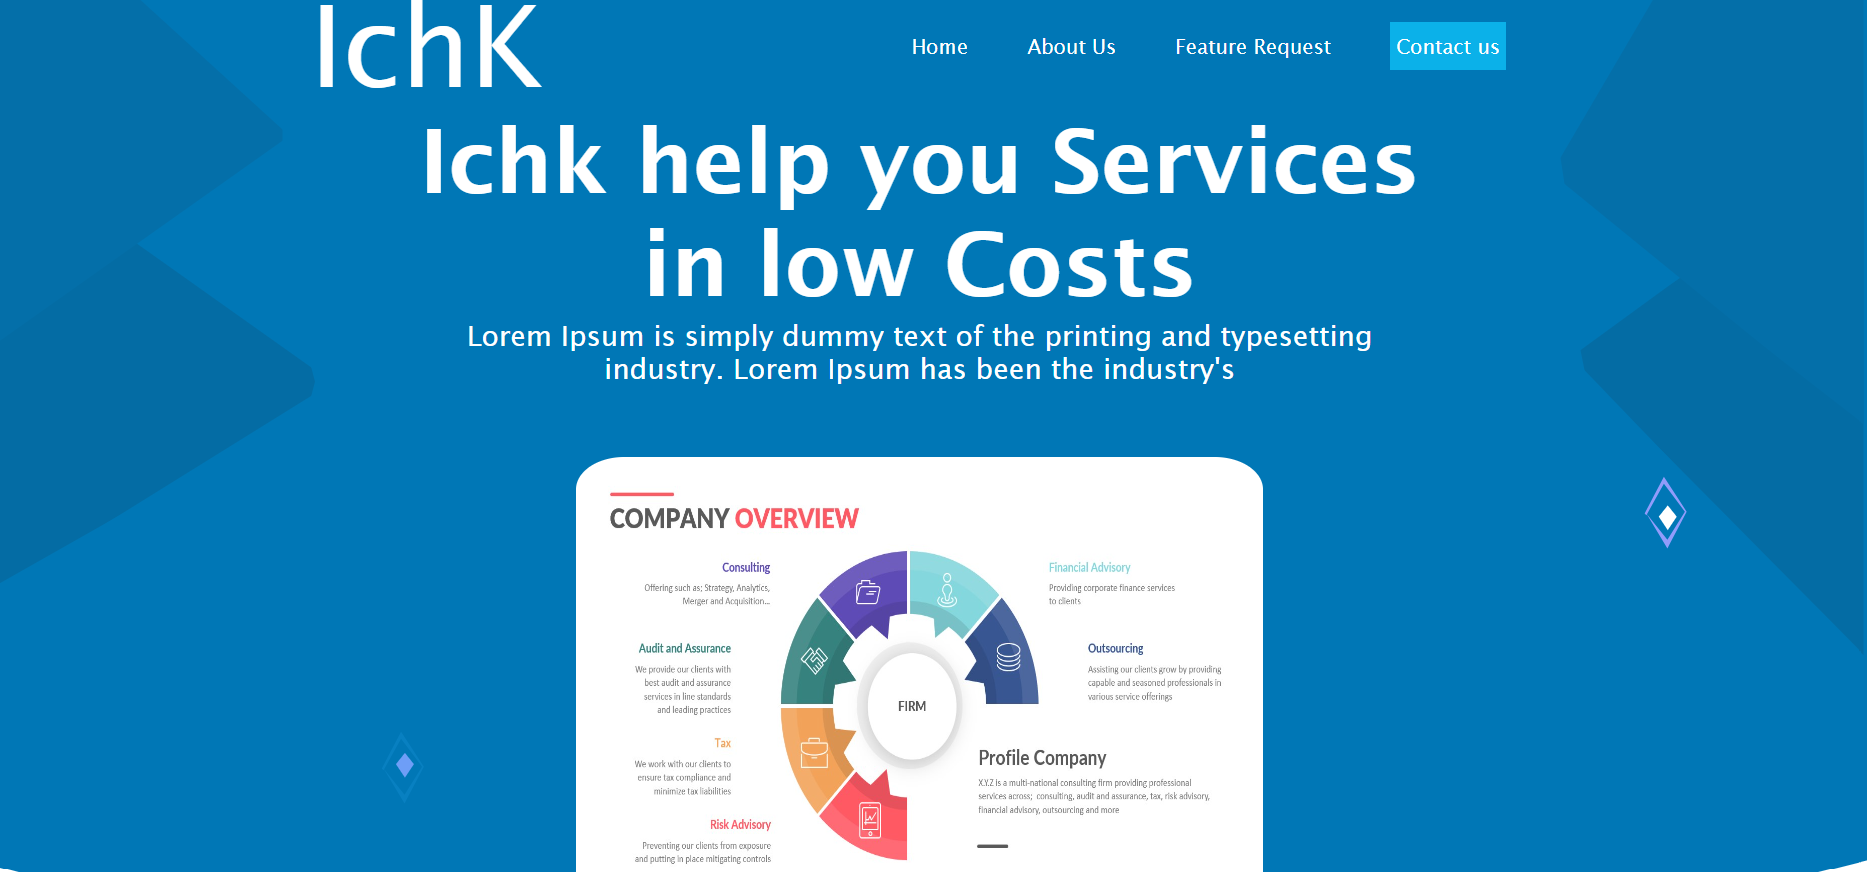 IchK
Home
About Us
Feature Request
Contact us
Ichk help you Services
in low Costs
Lorem Ipsum is simply dummy text of the printing and typesetting
industry. Lorem Ipsum has been the industry's
COMPANY OVERVIEW
Consulting
Offering such as; Strategy, Analytics,
Merger and Acquisition...
Audit and Assurance
We provide our clients with
best audit and assurance
services in line standards
and leading practices
Tax
We work with our clients to
ensure tax compliance and
minimize tax liabilities
Risk Advisory
Preventing our clients from exposure
and putting in place mitigating controls
FIRM
Financial Advisory
Providing corporate finance services
to clients
Outsourcing
Assisting our clients grow by providing
capable and seasoned professionals in
various service offerings
Profile Company
X.Y.Z is a multi-national consulting firm providing professional
services across; consulting, audit and assurance, tax, risk advisory,
financial advisory, outsourcing and more